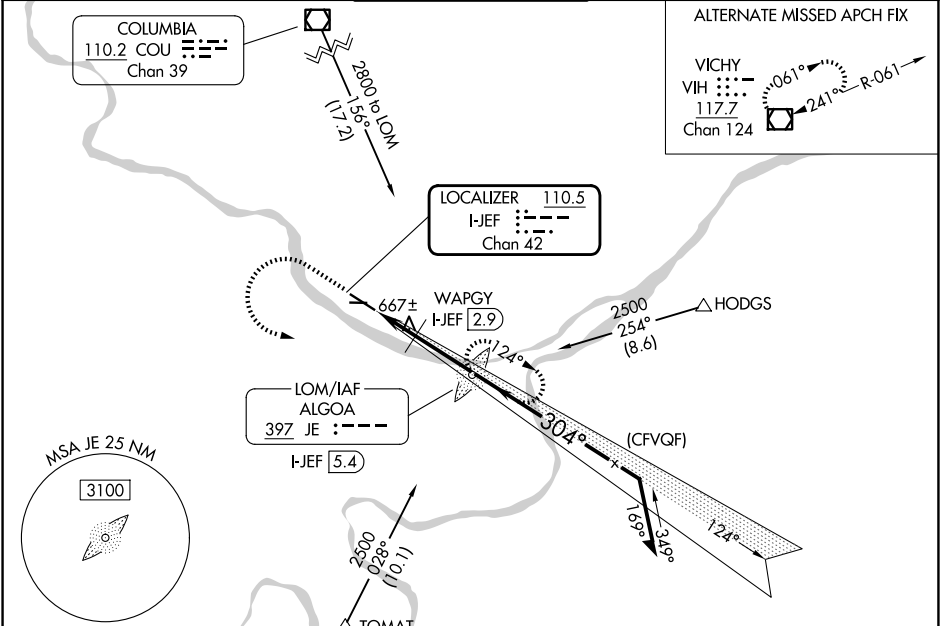 COLUMBIA
110.2 COU
Chan 39
2800 to LOM
156°
(17.2)
ALTERNATE MISSED APCH FIX
VICHY
VIH
117.7
Chan 124
061°
241°
R-061
LOCALIZER 110.5
I-JEF
Chan 42
667±
WAPGY
I-JEF 2.9
HODGS
2500
254°
(8.6)
124°
LOM/IAF
ALGOA
397 JE
I-JEF 5.4
304°
(CFVQF)
MSA JE 25 NM
3100
169°
349°
124°
2500
028°
(10.1)
TOMAT